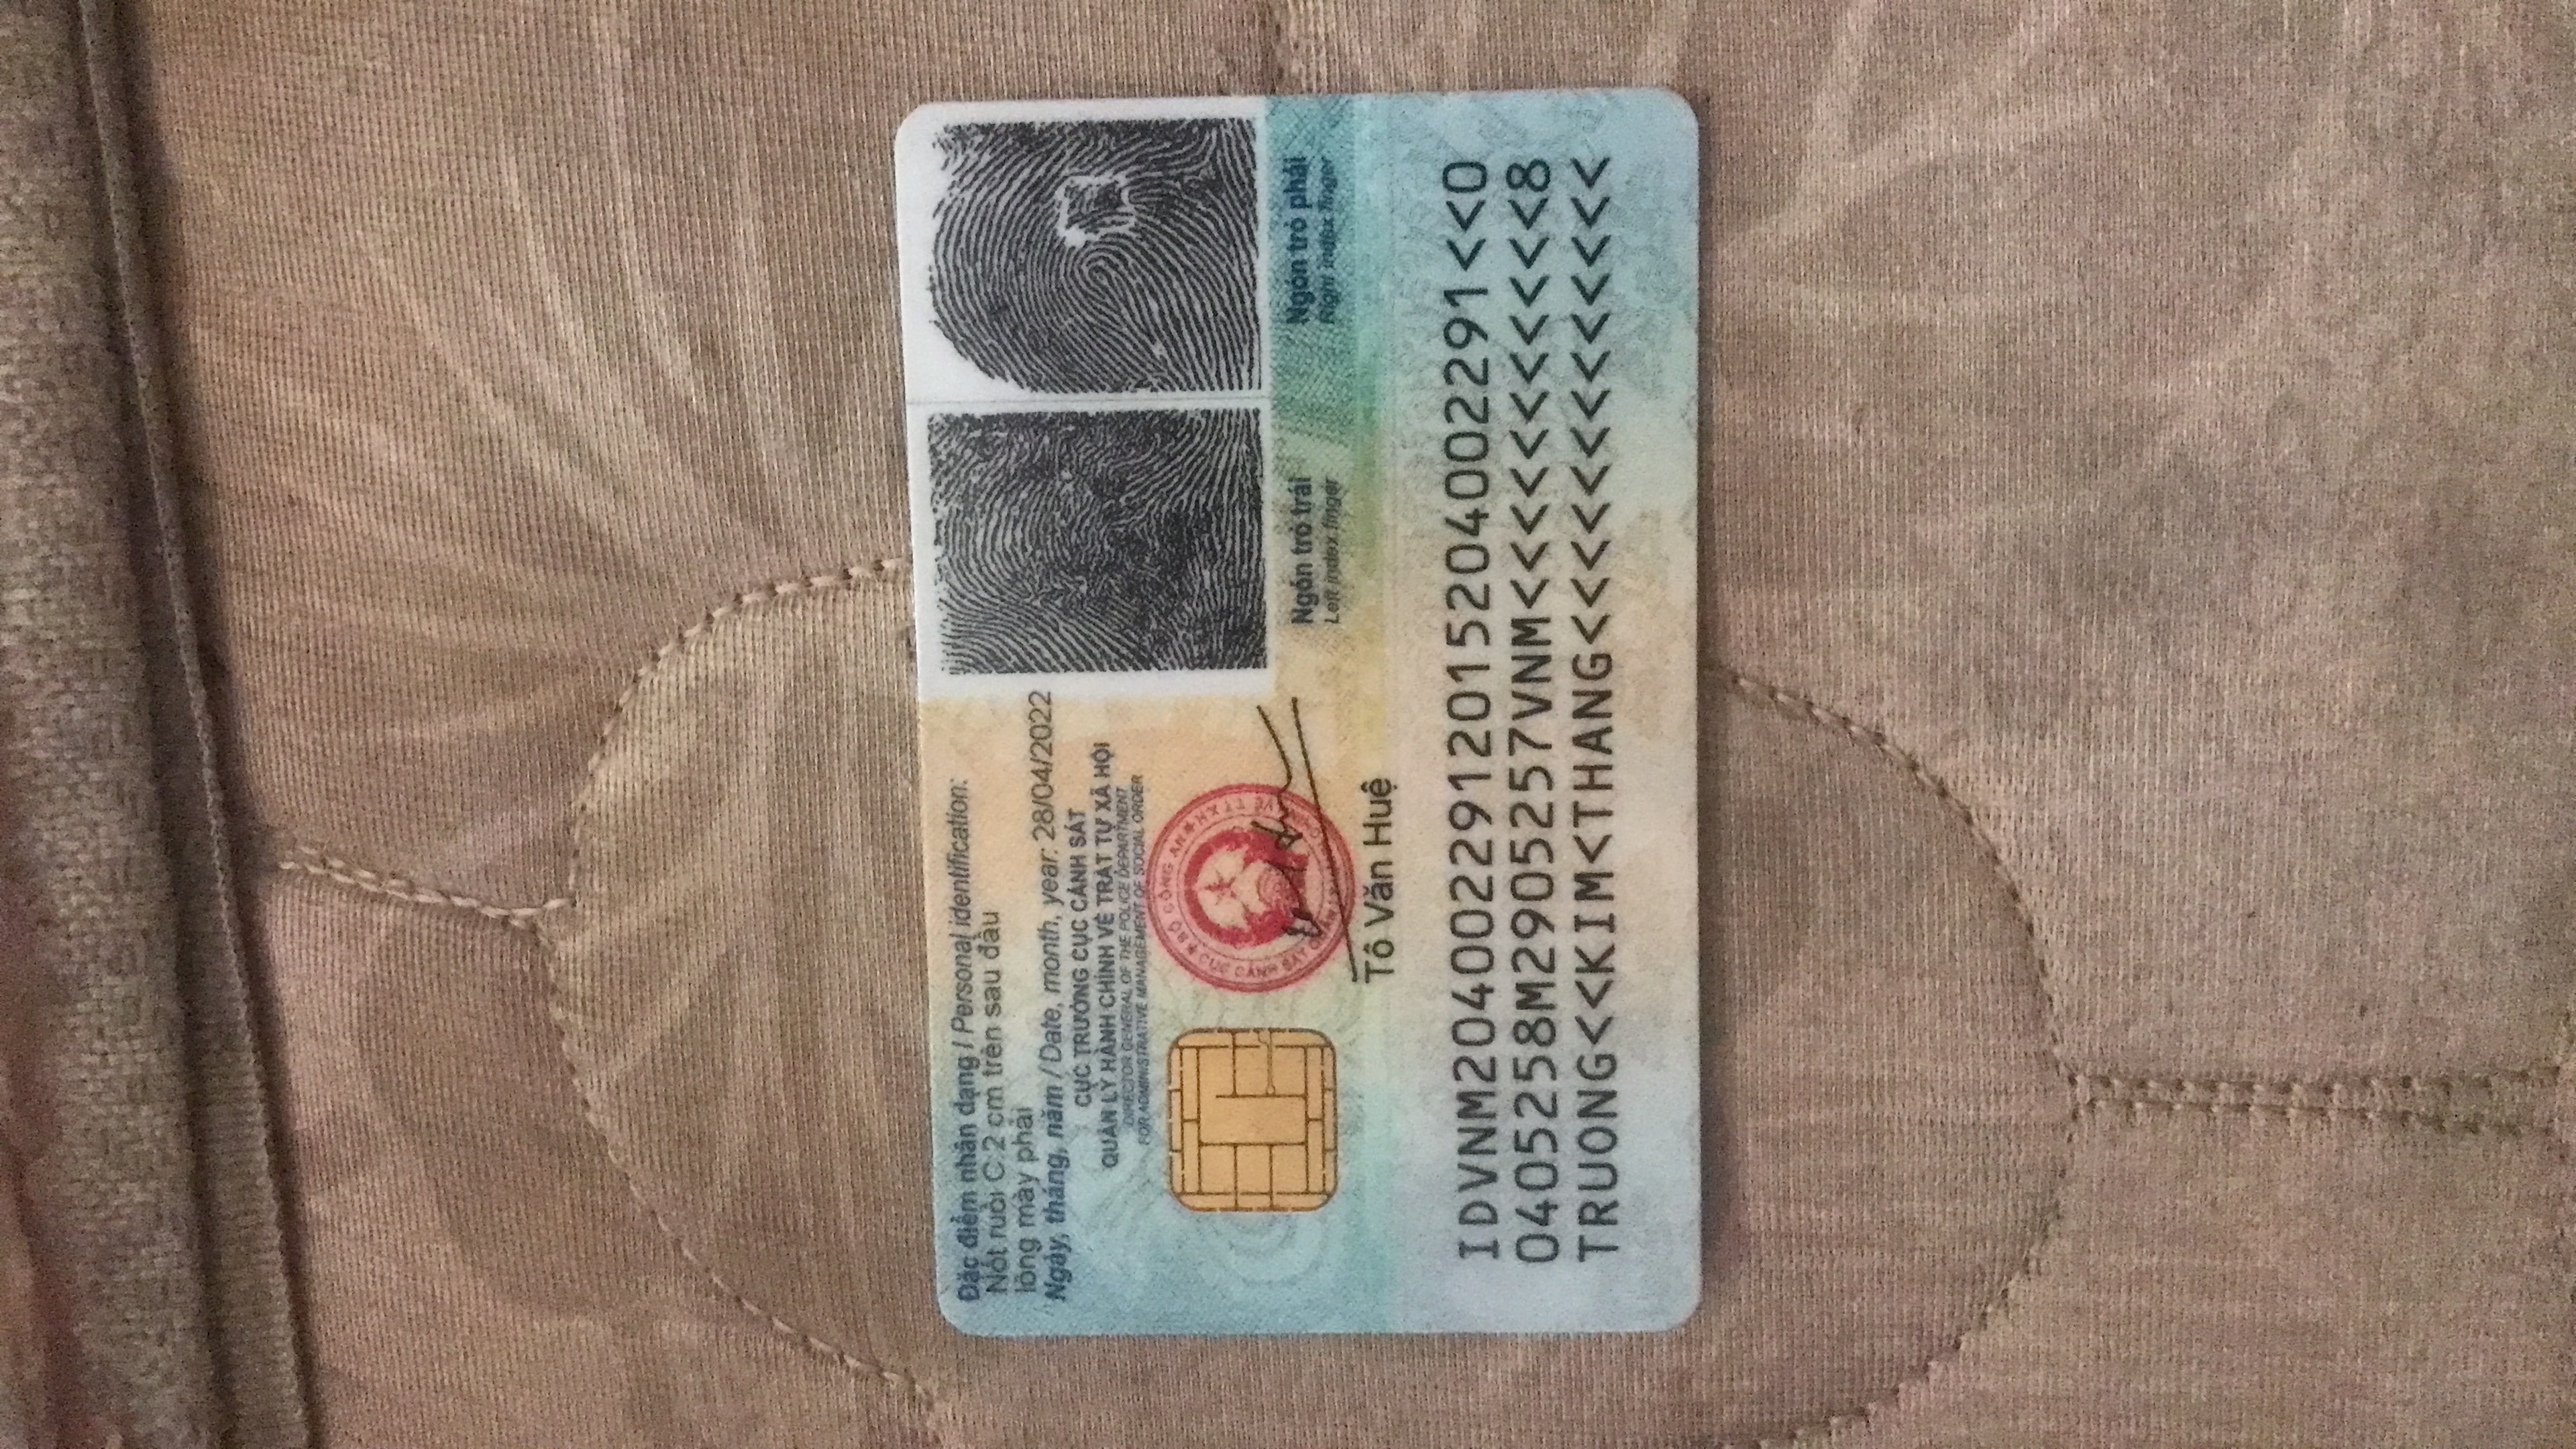 Đặc điểm nhân dạng / Personal identification:
Nốt ruồi C:2 cm trên sau đầu
lông mày phải
Ngày, tháng, năm / Date, month, year: 28/04/2022
CỤC TRƯỞNG CỤC CẢNH SÁT
QUẢN LÝ HÀNH CHÍNH VỀ TRẬT TỰ XÃ HỘI
DIRECTOR GENERAL OF THE POLICE DEPARTMENT
FOR ADMINISTRATIVE MANAGEMENT OF SOCIAL ORDER
BỘ CÔNG AN
Tô Văn Huệ
Ngón trỏ trái
Left index finger
Ngón trỏ phải
Right index finger
IDVNM2040022912015204002291<<0
0405258M2905257VNM<<<<<<<<<<<8
TRUONG<<KIM<THANG<<<<<<<<<<<<<